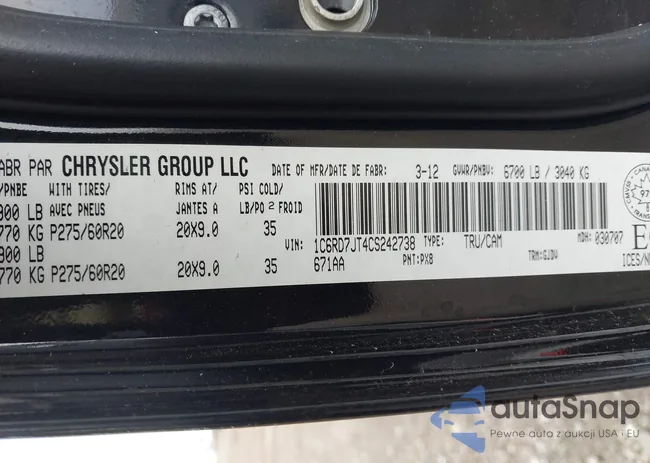 ABR PAR CHRYSLER GROUP LLC DATE OF MFR/DATE DE FABR: 3-12 GVWR/PNBV: 6700 LB / 3040 KG
/PNBE WITH TIRES/ RIMS AT/ PSI COLD/
900 LB AVEC PNEUS JANTES A LB/PO 2 FROID
770 KG P275/60R20 20X9.0 35
VIN: 1C6RD7JT4CS242738 TYPE: TRU/CAM MDH: 030707
900 LB 671AA PNT:PX8 TRM:GJDV ICES/N
770 KG P275/60R20 20X9.0 35
autoSnap
Pewne auta z aukcji USA i EU